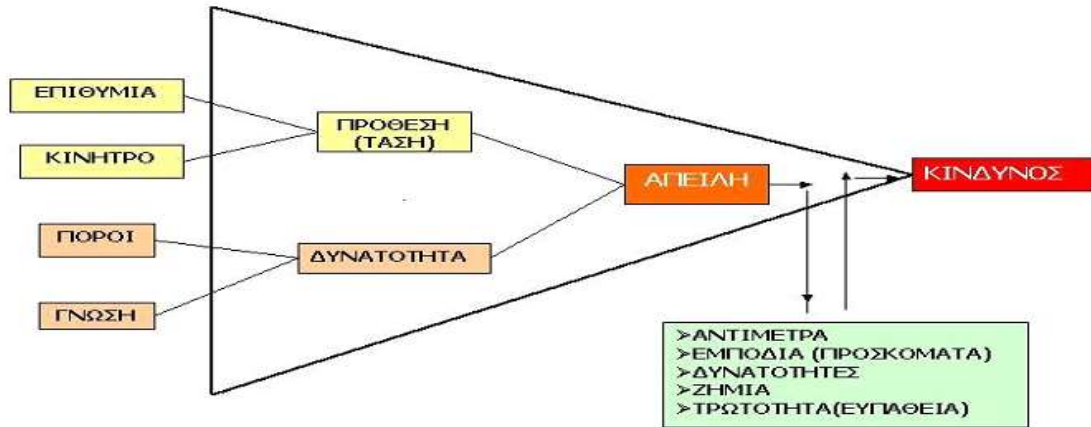 ΕΠΙΘΥΜΙΑ
ΚΙΝΗΤΡΟ
ΠΡΟΘΕΣΗ
(ΤΑΣΗ)
ΠΟΡΟΙ
ΓΝΩΣΗ
ΔΥΝΑΤΟΤΗΤΑ
ΑΠΕΙΛΗ
ΚΙΝΔΥΝΟΣ
➢ΑΝΤΙΜΕΤΡΑ
➢ΕΜΠΟΔΙΑ (ΠΡΟΣΚΟΜΑΤΑ)
➢ΔΥΝΑΤΟΤΗΤΕΣ
➢ΖΗΜΙΑ
➢ΤΡΩΤΟΤΗΤΑ(ΕΥΠΑΘΕΙΑ)